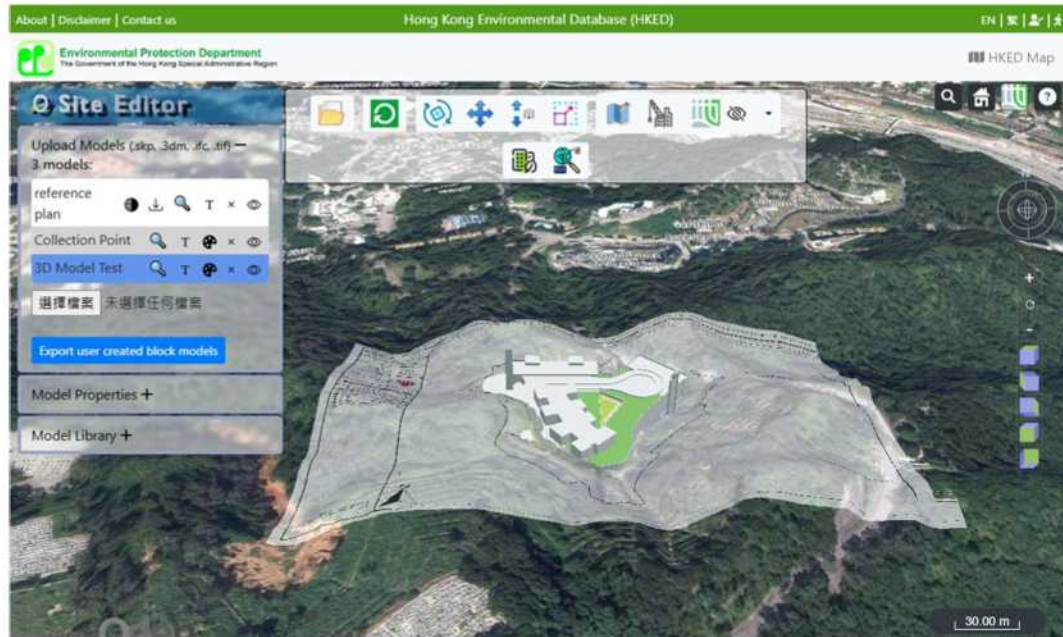 About | Disclaimer | Contact us
Hong Kong Environmental Database (HKED)
EN | 繁
Environmental Protection Department
The Government of the Hong Kong Special Administrative Region
HKED Map
Site Editor
Upload Models (.skp, .3dm, .ifc, .tif)
3 models:
reference
plan
T ×
Collection Point
T ×
3D Model Test
T ×
選擇檔案 未選擇任何檔案
Export user created block models
Model Properties +
Model Library +
30.00 m